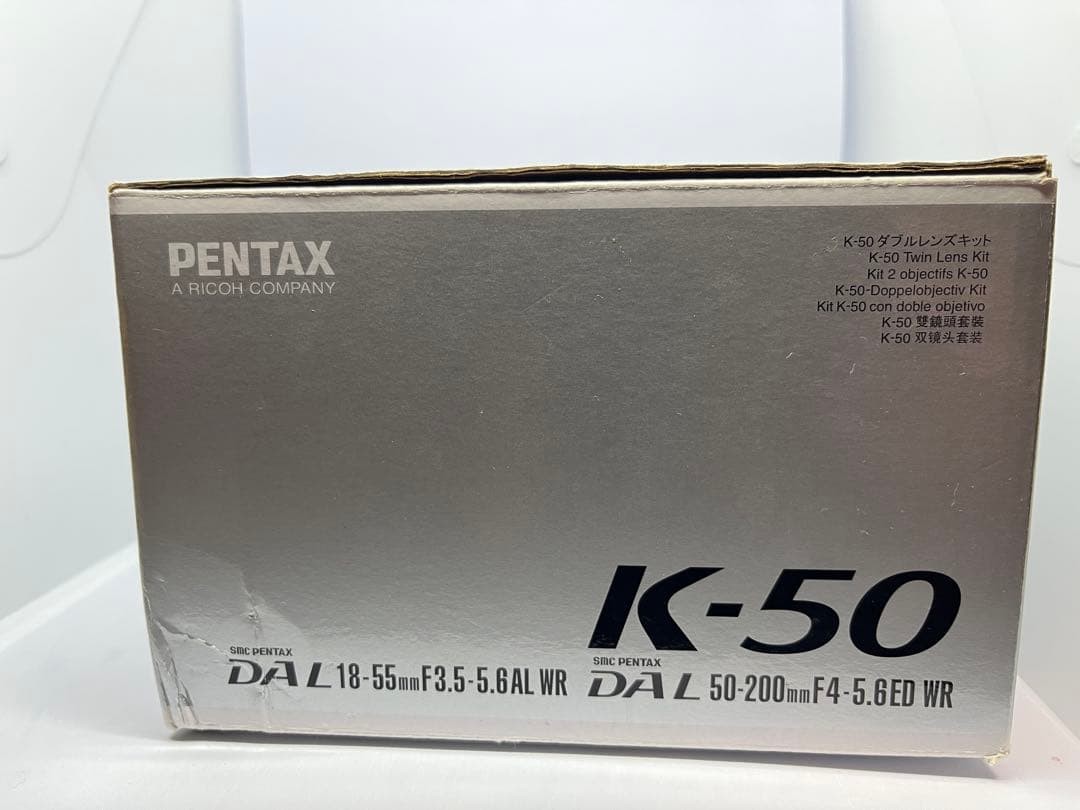 PENTAX
A RICOH COMPANY
K-50 ダブルレンズキット
K-50 Twin Lens Kit
Kit 2 objectifs K-50
K-50-Doppelobjectiv Kit
Kit K-50 con doble objetivo
K-50 雙鏡頭套裝
K-50 双镜头套装
K-50
smc PENTAX
DA L 18-55mm F3.5-5.6 AL WR
smc PENTAX
DA L 50-200mm F4-5.6 ED WR